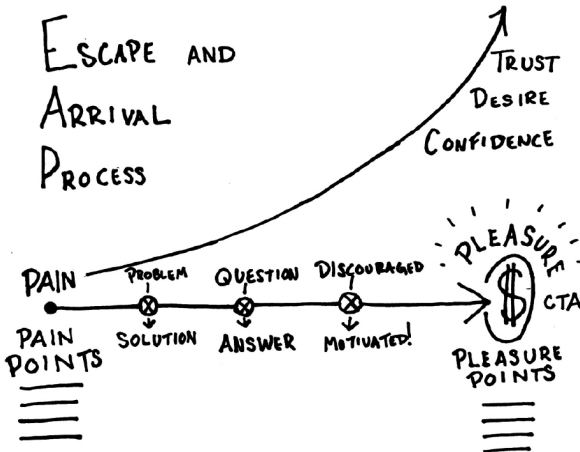 ESCAPE AND
ARRIVAL
PROCESS
TRUST
DESIRE
CONFIDENCE
PLEASURE
PAIN
PROBLEM
QUESTION
DISCOURAGED
$
CTA
SOLUTION
ANSWER
MOTIVATED!
PAIN
POINTS
PLEASURE
POINTS